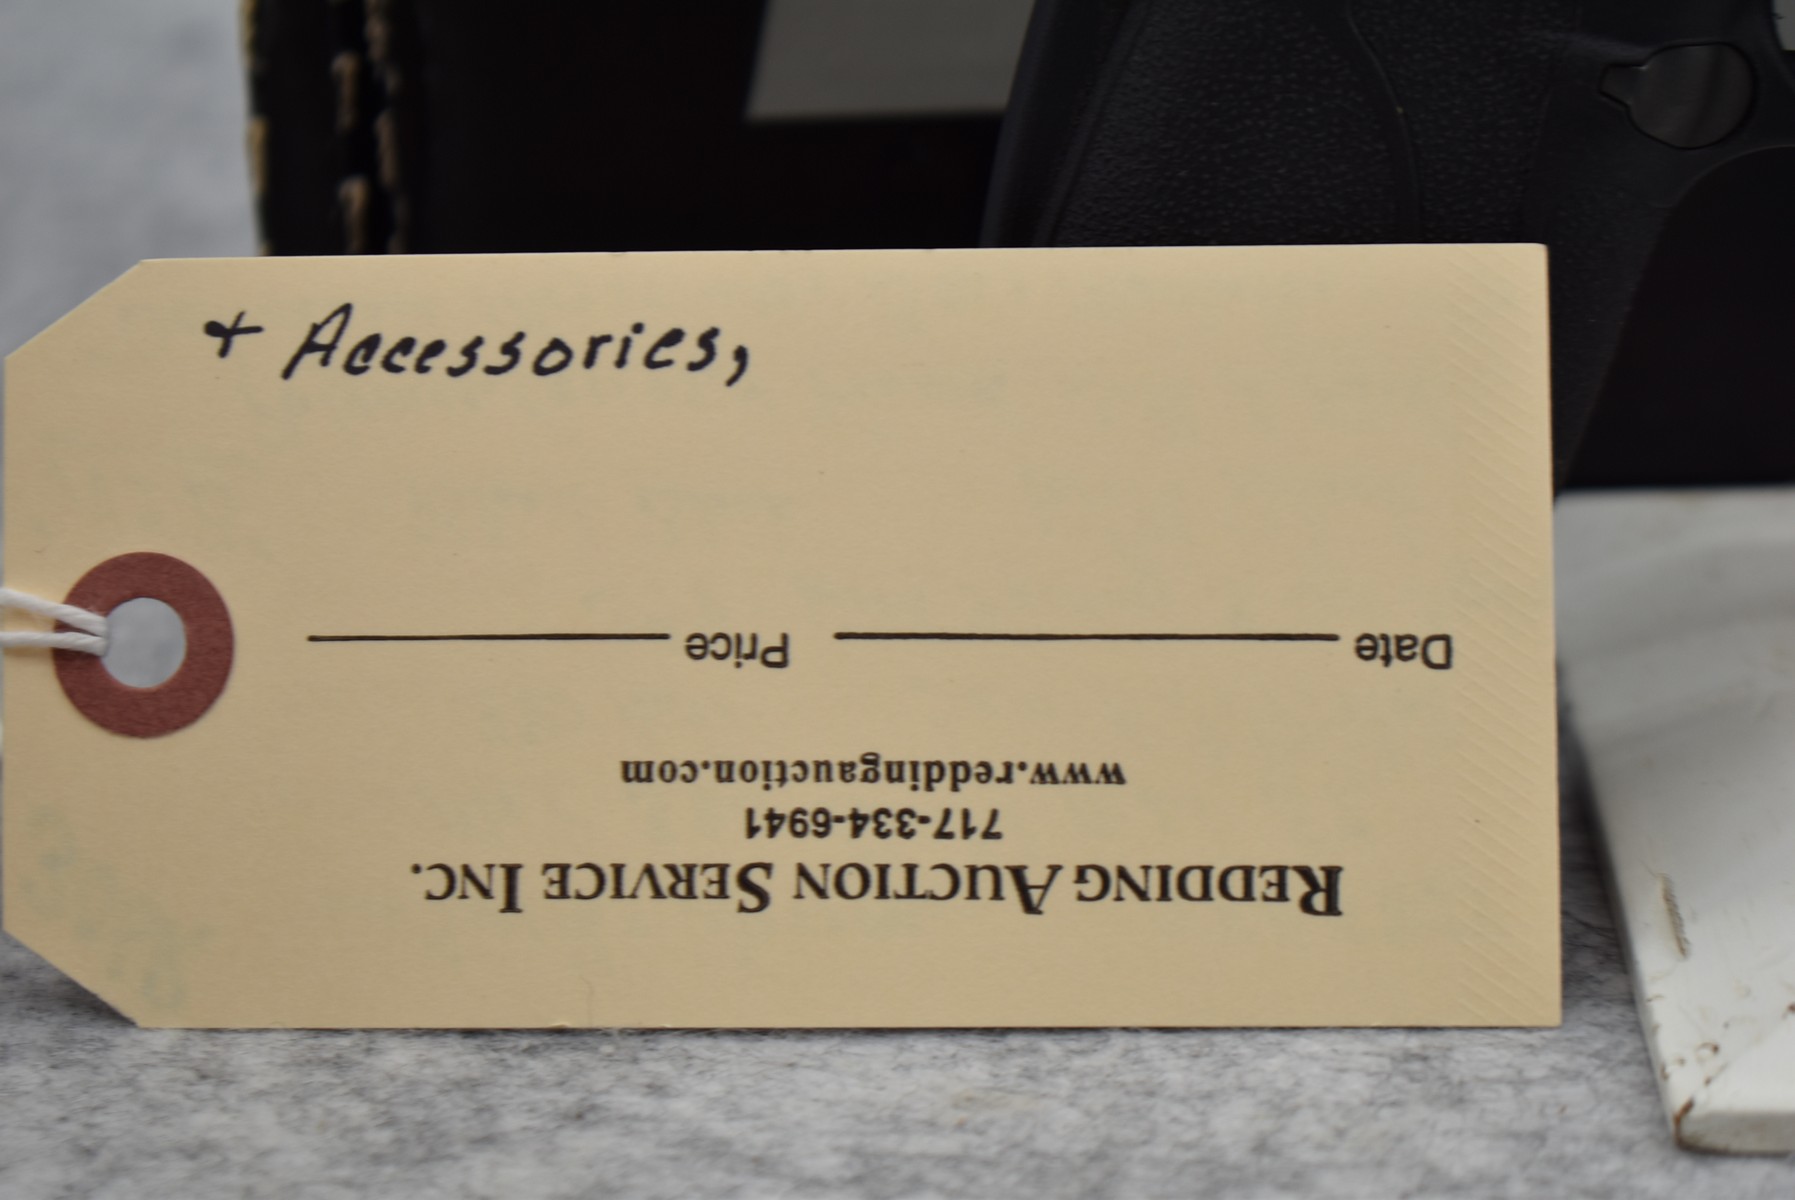 + Accessories,
REDDING AUCTION SERVICE INC.
717-334-6941
www.reddingauction.com
Date Price